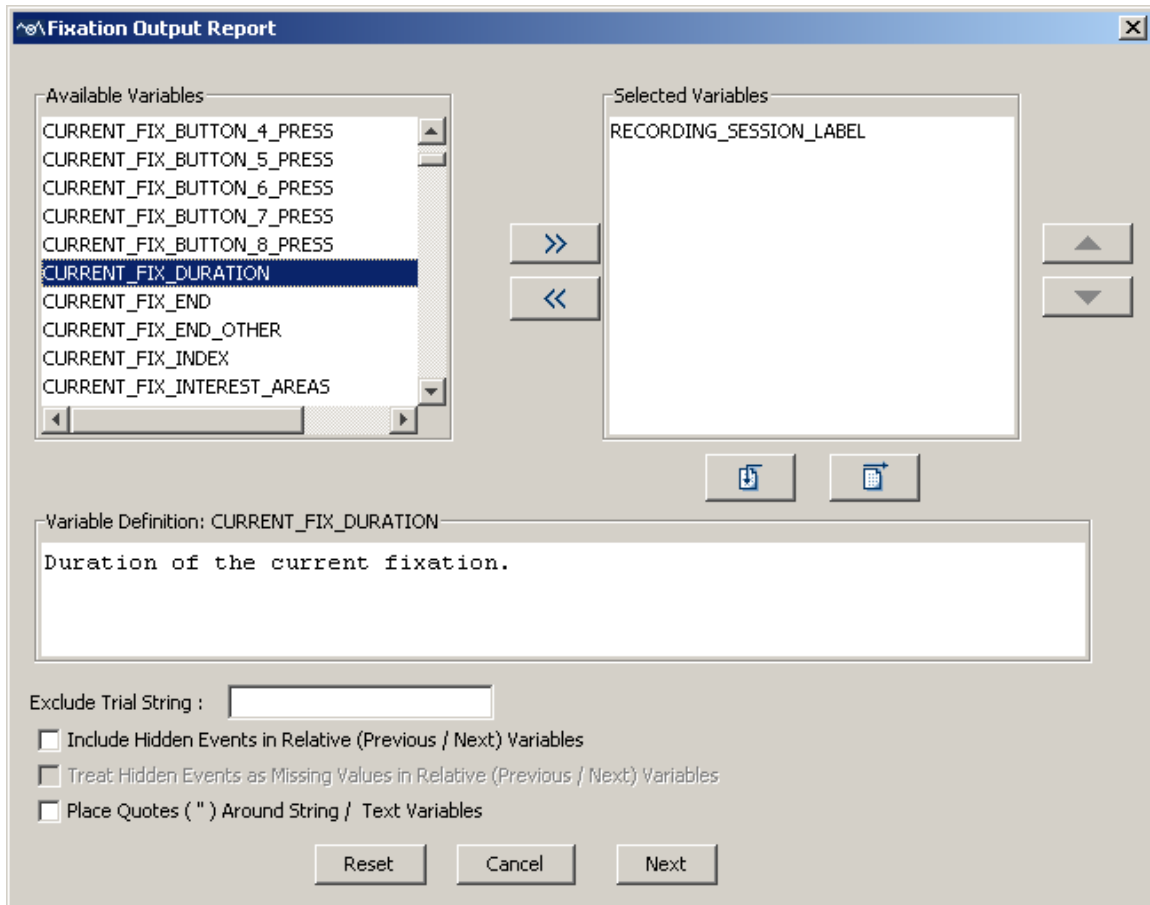 Fixation Output Report
Available Variables
CURRENT_FIX_BUTTON_4_PRESS
CURRENT_FIX_BUTTON_5_PRESS
CURRENT_FIX_BUTTON_6_PRESS
CURRENT_FIX_BUTTON_7_PRESS
CURRENT_FIX_BUTTON_8_PRESS
CURRENT_FIX_DURATION
CURRENT_FIX_END
CURRENT_FIX_END_OTHER
CURRENT_FIX_INDEX
CURRENT_FIX_INTEREST_AREAS
>>
<<
Selected Variables
RECORDING_SESSION_LABEL
Variable Definition: CURRENT_FIX_DURATION
Duration of the current fixation.
Exclude Trial String :
Include Hidden Events in Relative (Previous / Next) Variables
Treat Hidden Events as Missing Values in Relative (Previous / Next) Variables
Place Quotes ( " ) Around String / Text Variables
Reset Cancel Next